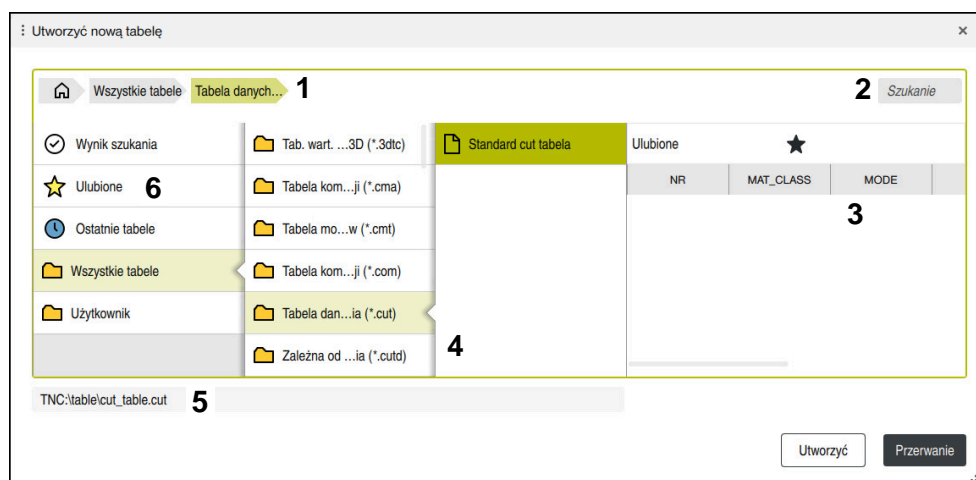 Utworzyć nową tabelę
Wszystkie tabele Tabela danych... 1 2 Szukanie
Wynik szukania
Ulubione 6
Ostatnie tabele
Wszystkie tabele
Użytkownik
Tab. wart. ...3D (*.3dtc)
Tabela kom...ji (*.cma)
Tabela mo...w (*.cmt)
Tabela kom...ji (*.com)
Tabela dan...ia (*.cut)
Zależna od ...ia (*.cutd)
Standard cut tabela
4
Ulubione
NR MAT_CLASS MODE
3
TNC:\table\cut_table.cut 5
Utworzyć Przerwanie